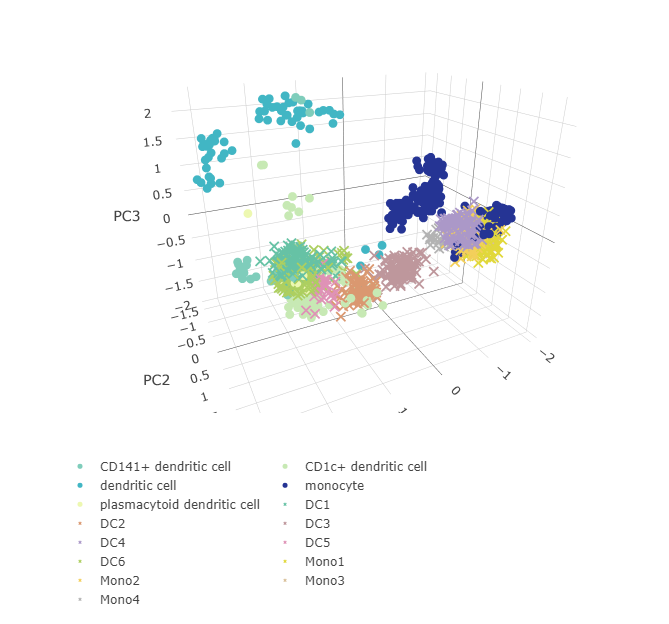 2
1.5
1
0.5
PC3
0
−0.5
−1
−1.5
−2
−1.5
−1
−0.5
0
0.5
1
PC2
1
0
−1
−2
CD141+ dendritic cell
CD1c+ dendritic cell
dendritic cell
monocyte
plasmacytoid dendritic cell
DC1
DC2
DC3
DC4
DC5
DC6
Mono1
Mono2
Mono3
Mono4